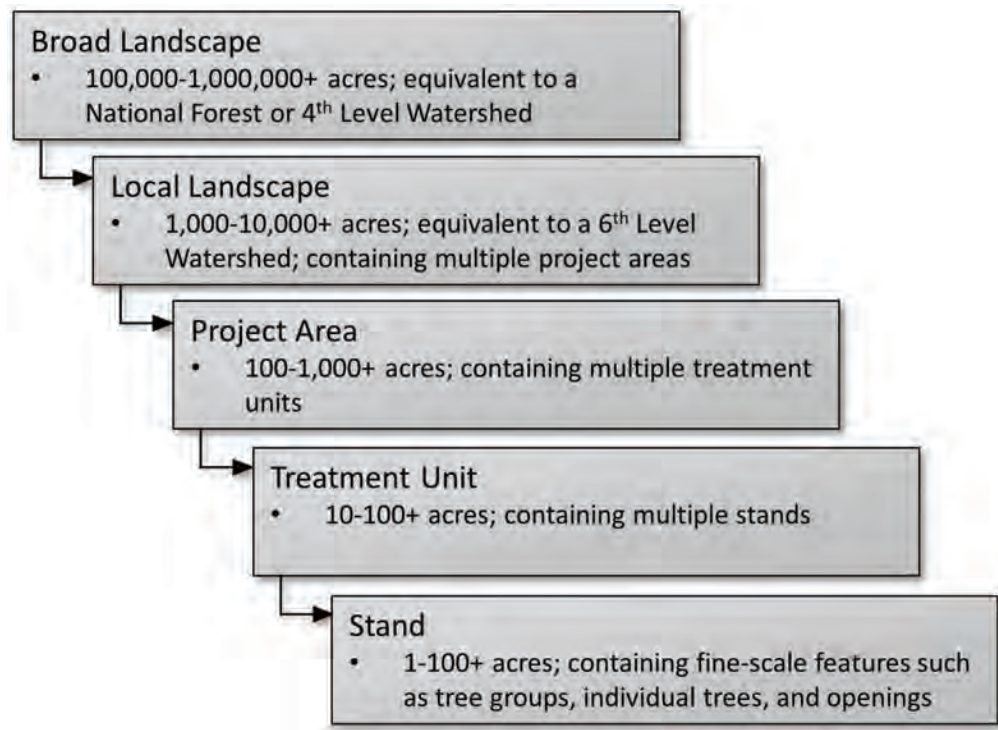 Broad Landscape
• 100,000-1,000,000+ acres; equivalent to a
National Forest or 4th Level Watershed
Local Landscape
• 1,000-10,000+ acres; equivalent to a 6th Level
Watershed; containing multiple project areas
Project Area
• 100-1,000+ acres; containing multiple treatment
units
Treatment Unit
• 10-100+ acres; containing multiple stands
Stand
• 1-100+ acres; containing fine-scale features such
as tree groups, individual trees, and openings